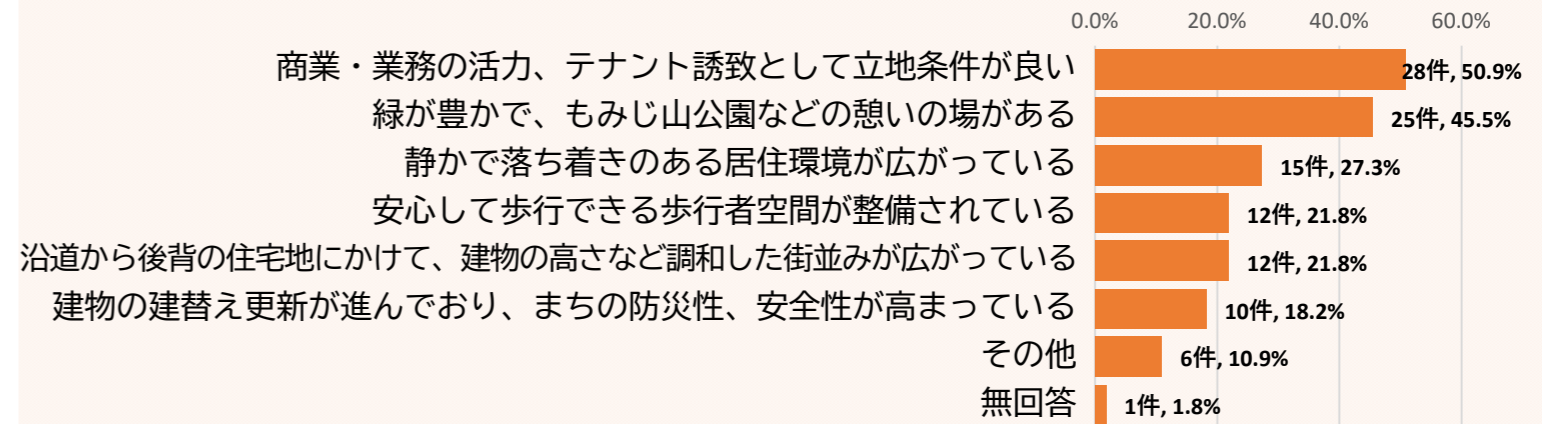 0.0% 20.0% 40.0% 60.0%
商業・業務の活力、テナント誘致として立地条件が良い 28件, 50.9%
緑が豊かで、もみじ山公園などの憩いの場がある 25件, 45.5%
静かで落ち着きのある居住環境が広がっている 15件, 27.3%
安心して歩行できる歩行者空間が整備されている 12件, 21.8%
沿道から後背の住宅地にかけて、建物の高さなど調和した街並みが広がっている 12件, 21.8%
建物の建替え更新が進んでおり、まちの防災性、安全性が高まっている 10件, 18.2%
その他 6件, 10.9%
無回答 1件, 1.8%